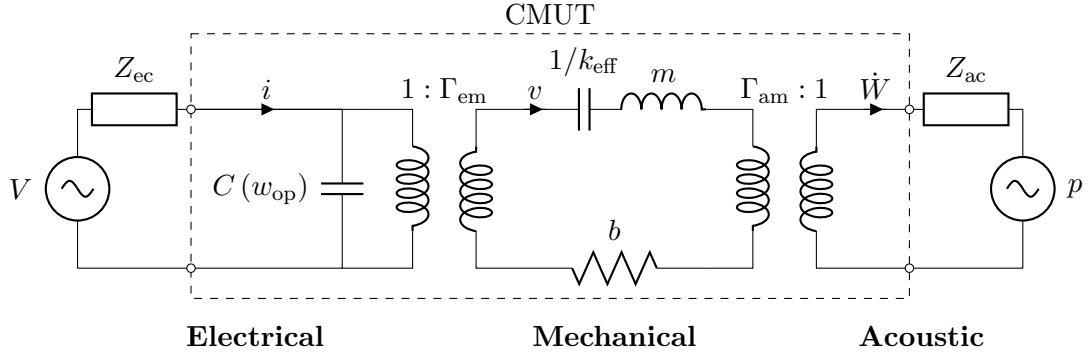 CMUT
Z_ec
i
1 : Γ_em
v
1/k_eff
m
Γ_am : 1
Ẇ
Z_ac
V
C (w_op)
p
b
Electrical
Mechanical
Acoustic